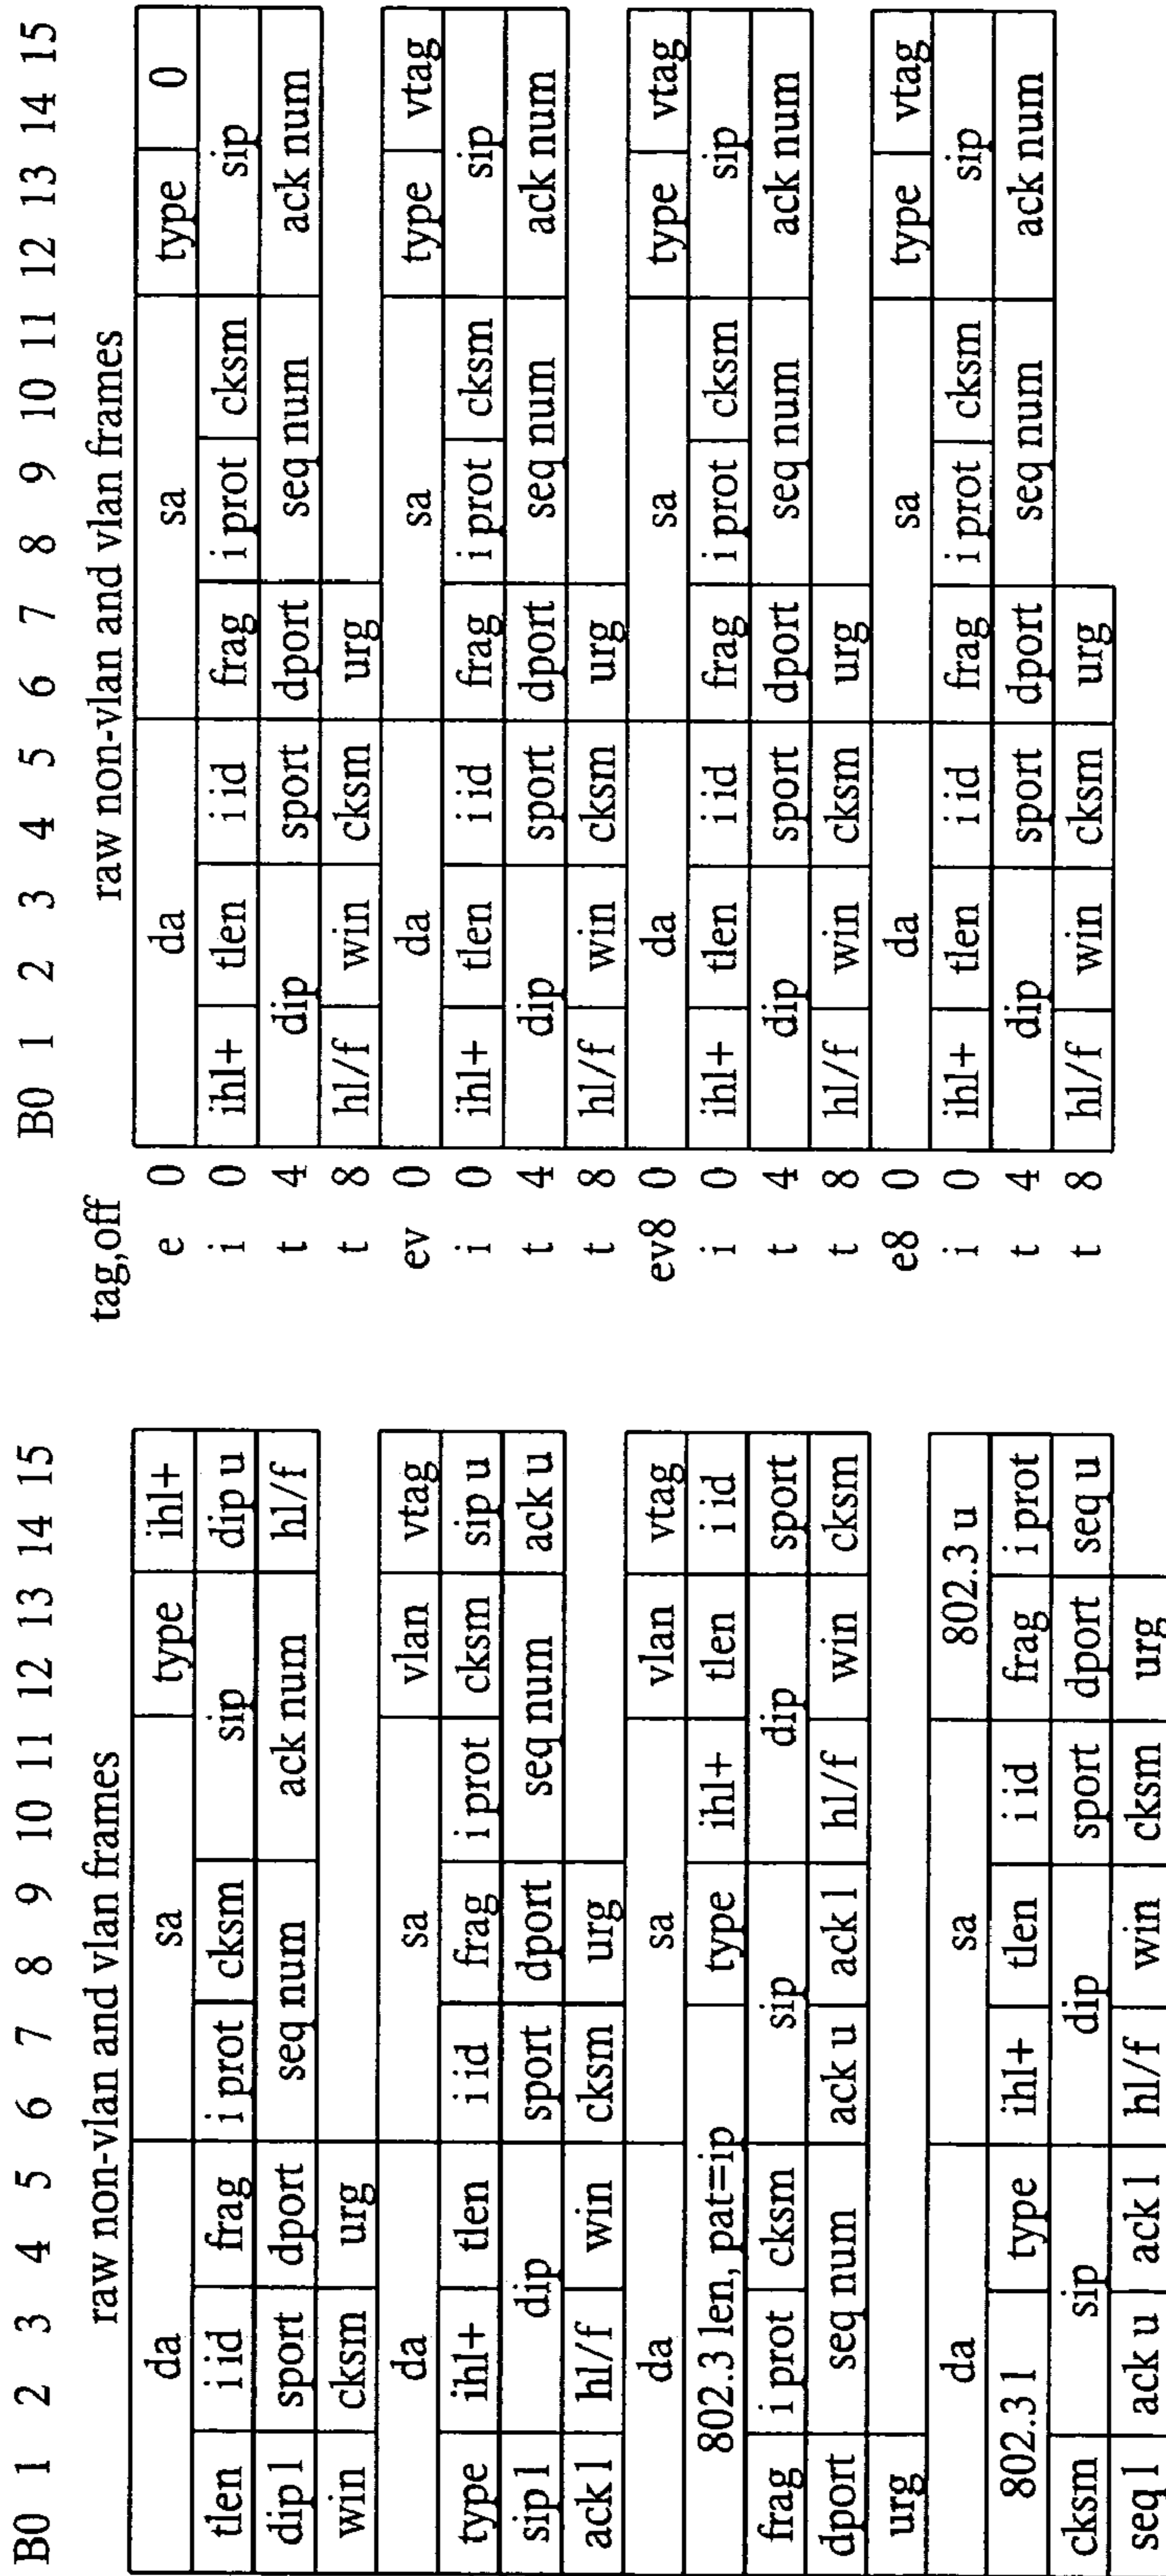 B0 1 2 3 4 5 6 7 8 9 10 11 12 13 14 15
raw non-vlan and vlan frames
da sa type ihl+
tlen i id frag i prot cksm sip dip u
dip l sport dport seq num ack num hl/f
win cksm urg
da sa vlan vtag
type ihl+ tlen i id frag i prot cksm sip u
sip l dip sport dport seq num ack u
ack l hl/f win cksm urg
da sa vlan vtag
802.3 len, pat=ip type ihl+ tlen i id
frag i prot cksm sip dip sport
dport seq num ack u ack l hl/f win cksm
urg
da sa 802.3 u
802.3 l type ihl+ tlen i id frag i prot
cksm sip dip sport dport seq u
seq l ack u ack l hl/f win cksm urg
B0 1 2 3 4 5 6 7 8 9 10 11 12 13 14 15
tag,off raw non-vlan and vlan frames
e 0 da sa type 0
i 0 ihl+ tlen i id frag i prot cksm sip
t 4 dip sport dport seq num ack num
t 8 hl/f win cksm urg
ev 0 da sa type vtag
i 0 ihl+ tlen i id frag i prot cksm sip
t 4 dip sport dport seq num ack num
t 8 hl/f win cksm urg
ev8 0 da sa type vtag
i 0 ihl+ tlen i id frag i prot cksm sip
t 4 dip sport dport seq num ack num
t 8 hl/f win cksm urg
e8 0 da sa type vtag
i 0 ihl+ tlen i id frag i prot cksm sip
t 4 dip sport dport seq num ack num
t 8 hl/f win cksm urg